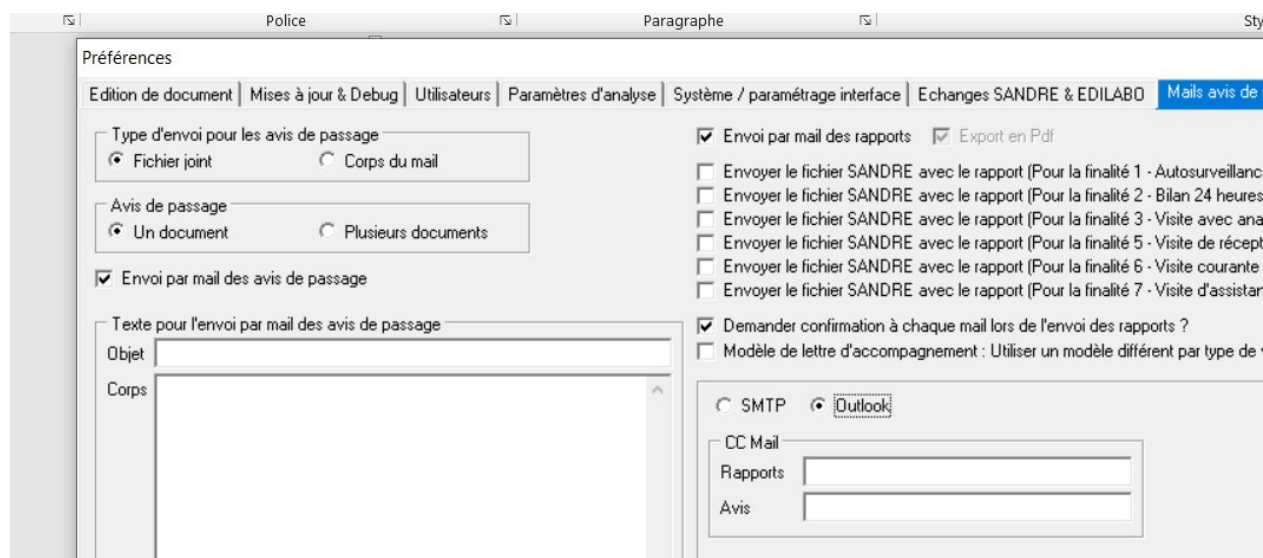 Police Paragraphe
Préférences
Edition de document Mises à jour & Debug Utilisateurs Paramètres d'analyse Système / paramétrage interface Echanges SANDRE & EDILABO Mails avis de
Type d'envoi pour les avis de passage
Fichier joint Corps du mail
Avis de passage
Un document Plusieurs documents
Envoi par mail des avis de passage
Texte pour l'envoi par mail des avis de passage
Objet
Corps
Envoi par mail des rapports Export en Pdf
Envoyer le fichier SANDRE avec le rapport (Pour la finalité 1 - Autosurveillanc
Envoyer le fichier SANDRE avec le rapport (Pour la finalité 2 - Bilan 24 heures
Envoyer le fichier SANDRE avec le rapport (Pour la finalité 3 - Visite avec ana
Envoyer le fichier SANDRE avec le rapport (Pour la finalité 5 - Visite de récept
Envoyer le fichier SANDRE avec le rapport (Pour la finalité 6 - Visite courante
Envoyer le fichier SANDRE avec le rapport (Pour la finalité 7 - Visite d'assistan
Demander confirmation à chaque mail lors de l'envoi des rapports ?
Modèle de lettre d'accompagnement : Utiliser un modèle différent par type de
SMTP Outlook
CC Mail
Rapports
Avis